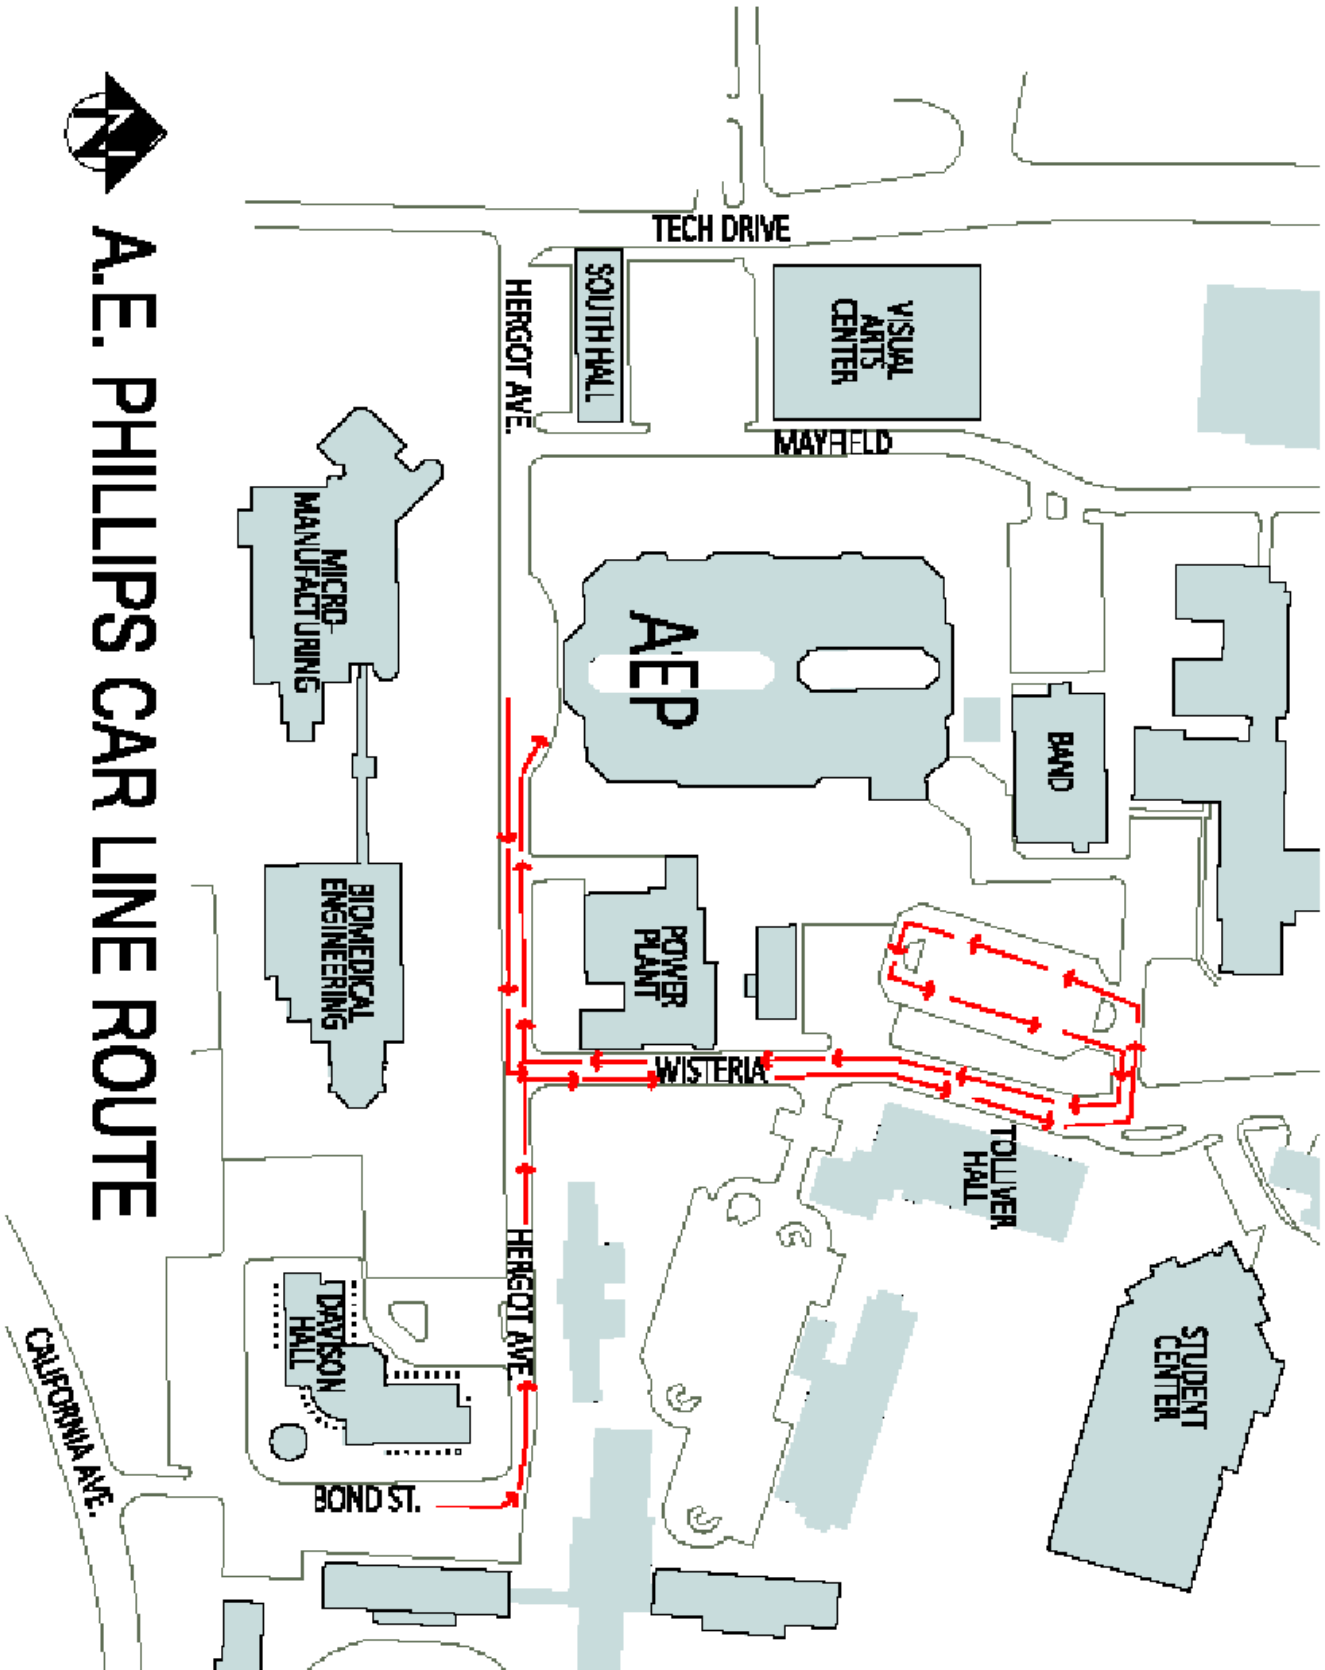 N
A.E. PHILLIPS CAR LINE ROUTE
TECH DRIVE
HERGOT AVE.
SOUTH HALL
VISUAL
ARTS
CENTER
MAYFIELD
MICRO-
MANUFACTURING
AEP
BAND
BIOMEDICAL
ENGINEERING
POWER
PLANT
WISTERIA
TOLLIVER
HALL
HERGOT AVE.
DAVISON
HALL
STUDENT
CENTER
CALIFORNIA AVE.
BOND ST.